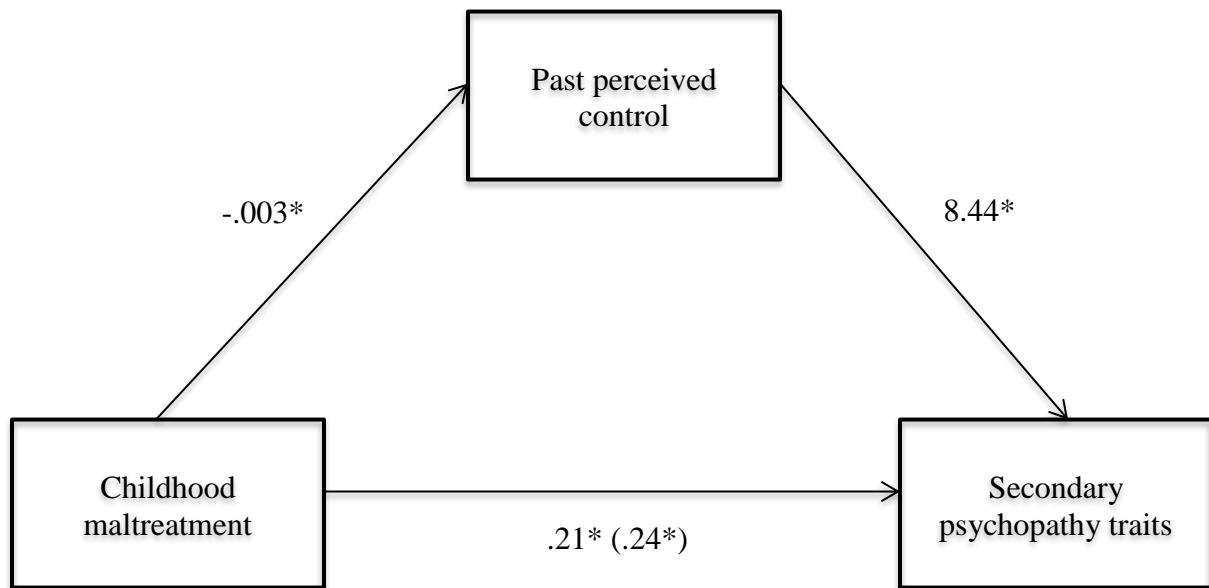 Past perceived
control
-.003*
8.44*
Childhood
maltreatment
.21* (.24*)
Secondary
psychopathy traits